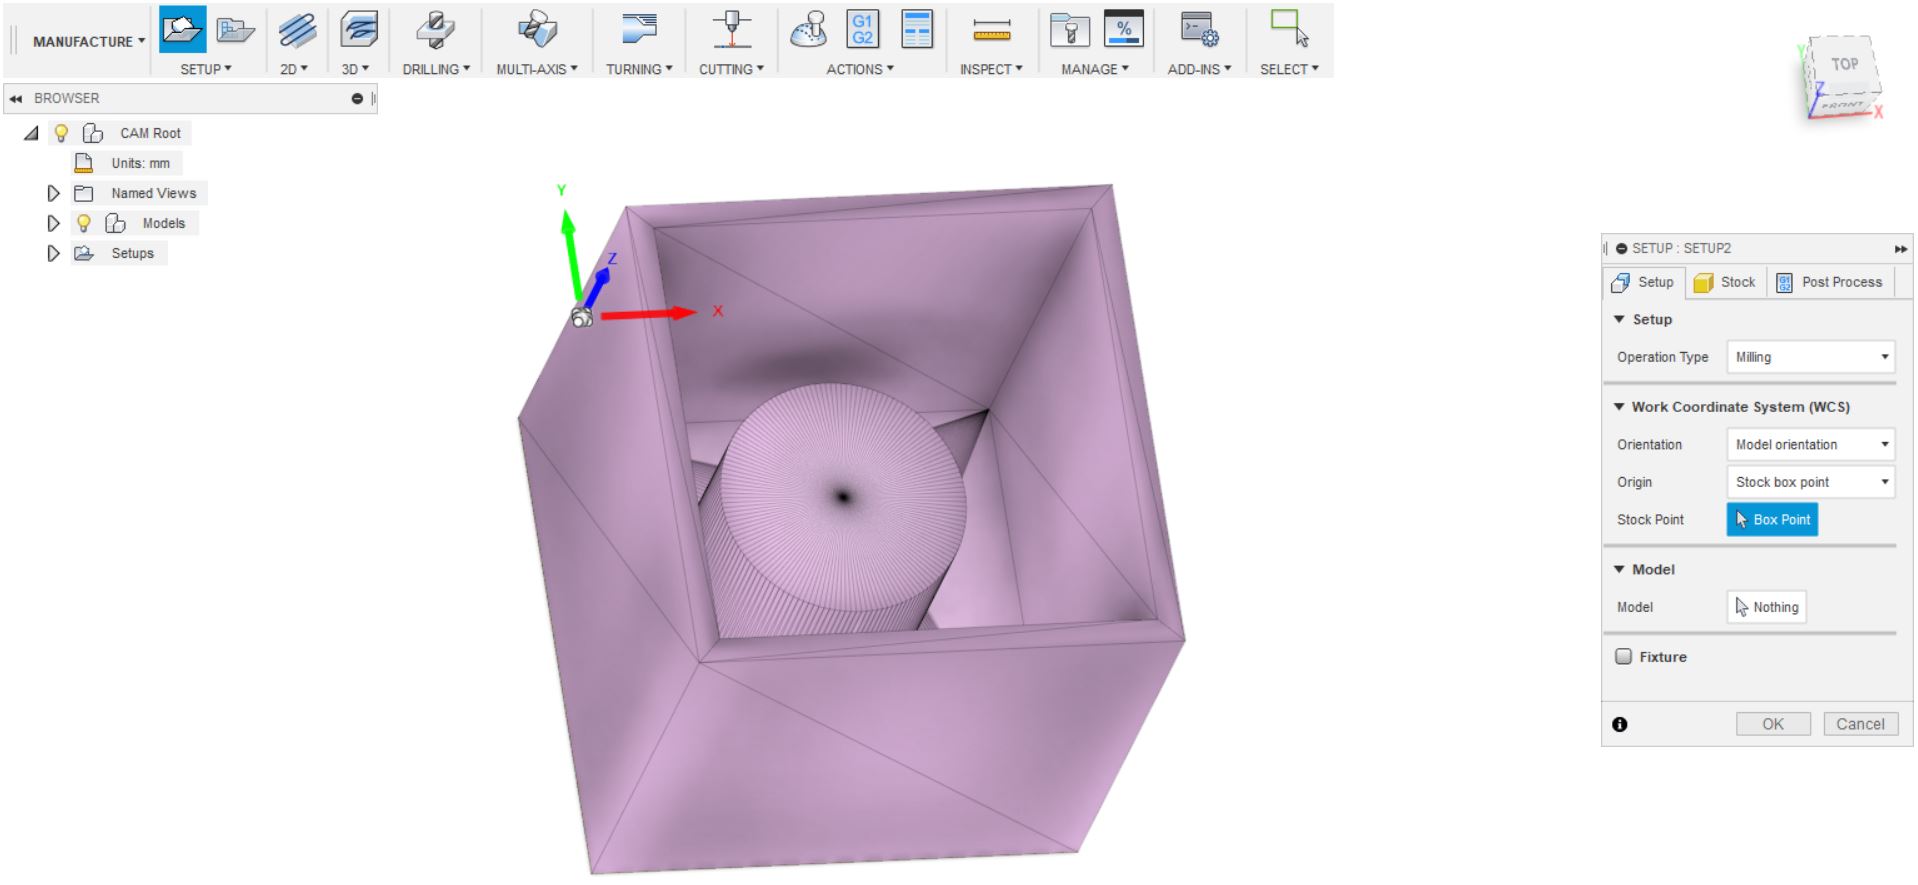 MANUFACTURE
SETUP
2D
3D
DRILLING
MULTI-AXIS
TURNING
CUTTING
G1
G2
ACTIONS
INSPECT
%
MANAGE
ADD-INS
SELECT
BROWSER
CAM Root
Units: mm
Named Views
Models
Setups
Y
Z
X
Y
TOP
Z
FRONT
X
SETUP : SETUP2
Setup
Stock
G1
G2
Post Process
Setup
Operation Type Milling
Work Coordinate System (WCS)
Orientation Model orientation
Origin Stock box point
Stock Point Box Point
Model
Model Nothing
Fixture
OK Cancel